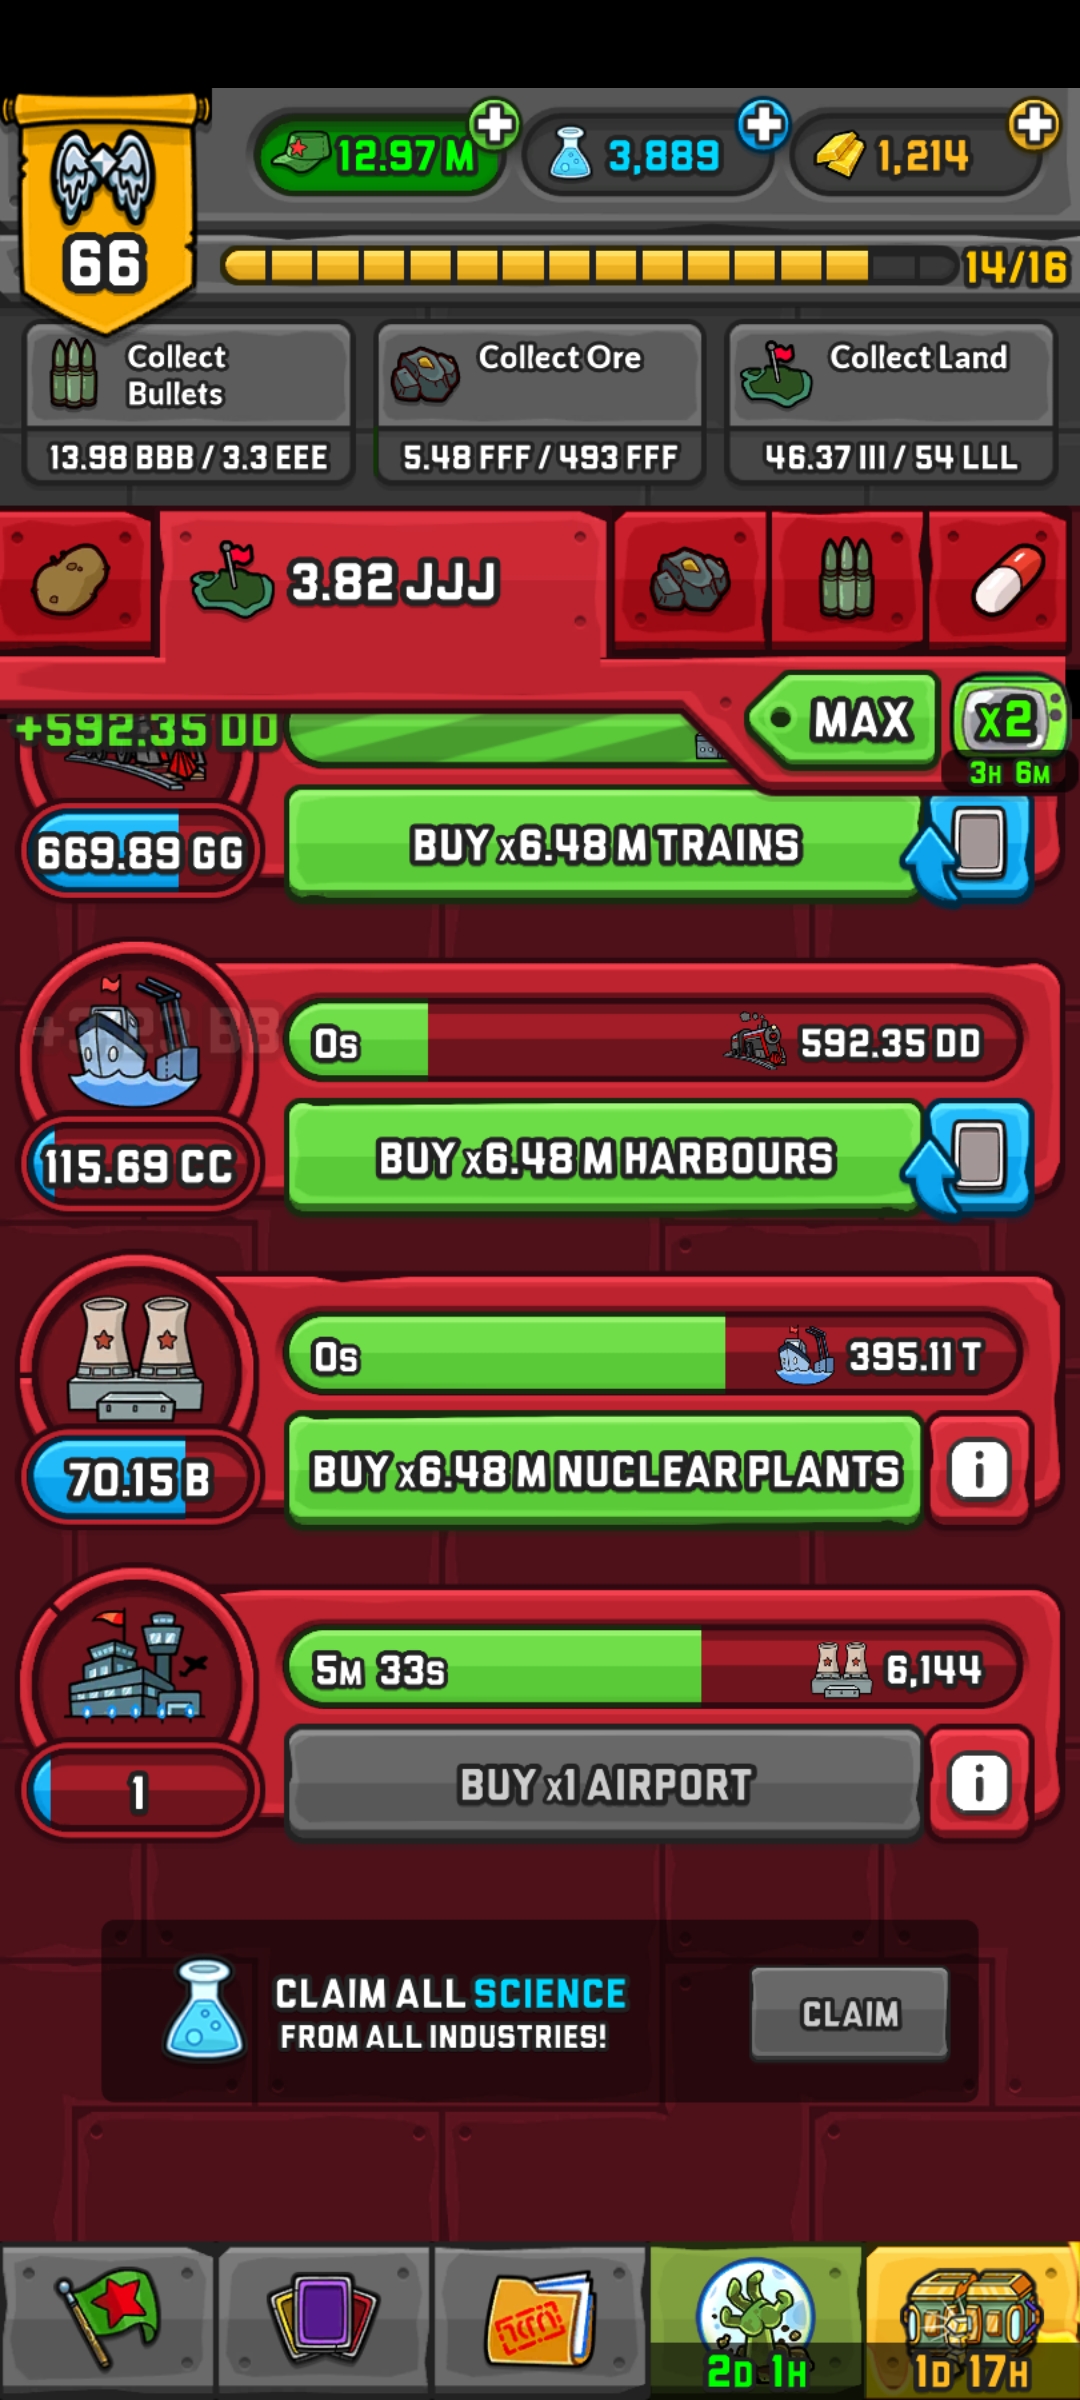 12.97 M
3,889
1,214
66
14/16
Collect
Bullets
Collect Ore
Collect Land
13.98 BBB / 3.3 EEE
5.48 FFF / 493 FFF
46.37 III / 54 LLL
3.82 JJJ
MAX
x2
3H 6M
+592.35 DD
669.89 GG
BUY x6.48 M TRAINS
0s
592.35 DD
115.69 CC
BUY x6.48 M HARBOURS
0s
395.11 T
70.15 B
BUY x6.48 M NUCLEAR PLANTS
i
5M 33s
6,144
1
BUY x1 AIRPORT
i
CLAIM ALL SCIENCE
FROM ALL INDUSTRIES!
CLAIM
2D 1H
1D 17H